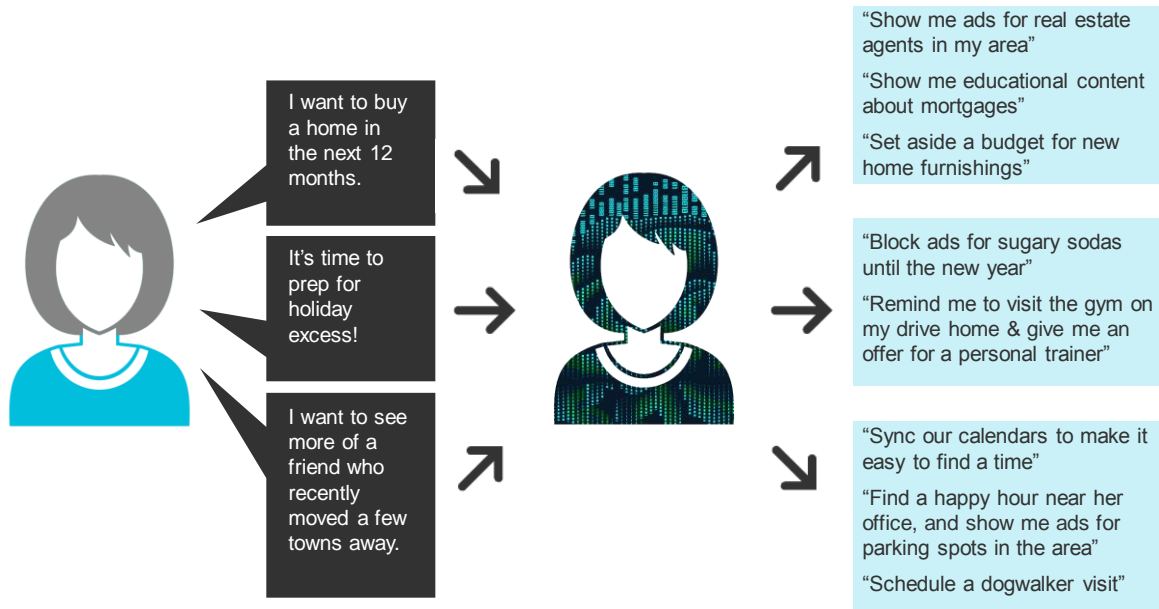 I want to buy
a home in
the next 12
months.
It’s time to
prep for
holiday
excess!
I want to see
more of a
friend who
recently
moved a few
towns away.
“Show me ads for real estate
agents in my area”
“Show me educational content
about mortgages”
“Set aside a budget for new
home furnishings”
“Block ads for sugary sodas
until the new year”
“Remind me to visit the gym on
my drive home & give me an
offer for a personal trainer”
“Sync our calendars to make it
easy to find a time”
“Find a happy hour near her
office, and show me ads for
parking spots in the area”
“Schedule a dogwalker visit”